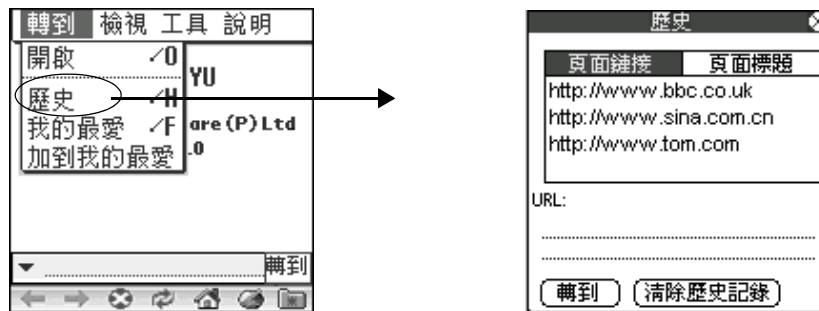 轉到 檢視 工具 說明
開啟 ⁄O
YU
歷史 ⁄H
我的最愛 ⁄F
are(P)Ltd
加到我的最愛
.0
轉到
歷史
頁面鏈接 頁面標題
http://www.bbc.co.uk
http://www.sina.com.cn
http://www.tom.com
URL:
轉到 清除歷史記錄